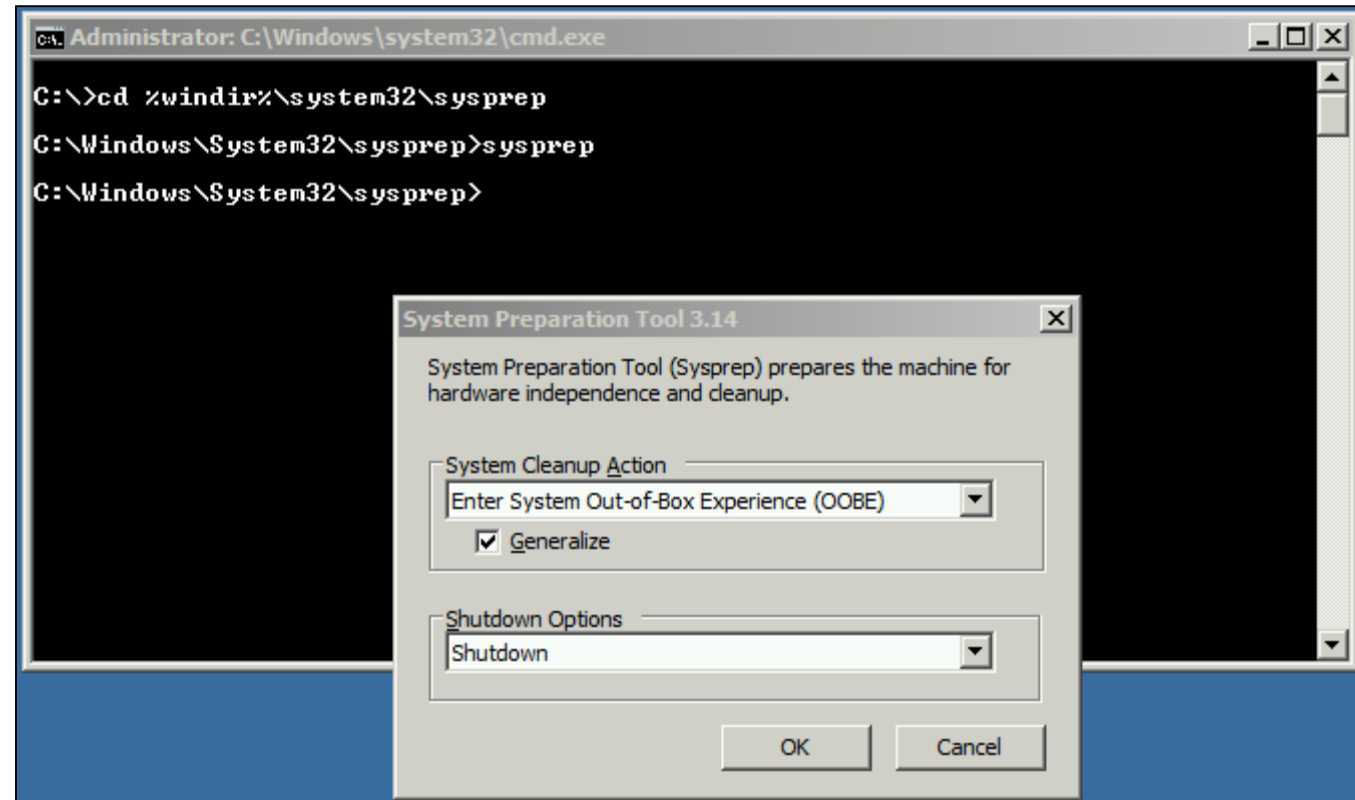 Administrator: C:\Windows\system32\cmd.exe
C:\>cd %windir%\system32\sysprep
C:\Windows\System32\sysprep>sysprep
C:\Windows\System32\sysprep>
System Preparation Tool 3.14
System Preparation Tool (Sysprep) prepares the machine for
hardware independence and cleanup.
System Cleanup Action
Enter System Out-of-Box Experience (OOBE)
Generalize
Shutdown Options
Shutdown
OK Cancel